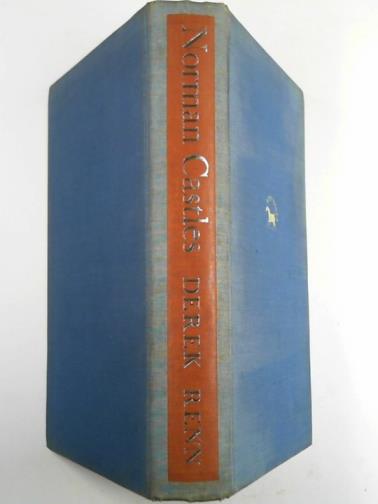 Norman Castles DEREK RENN